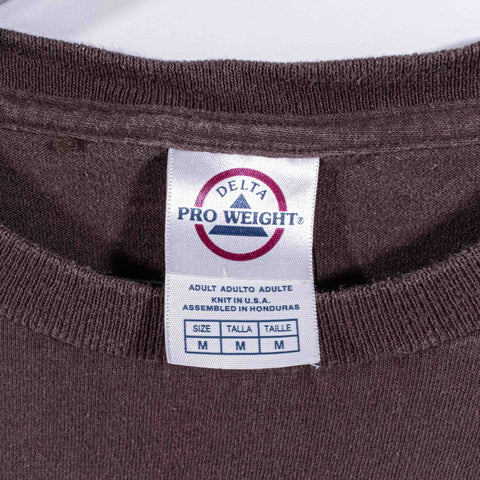 DELTA
PRO WEIGHT®
ADULT ADULTO ADULTE
KNIT IN U.S.A.
ASSEMBLED IN HONDURAS
SIZE TALLA TAILLE
M M M